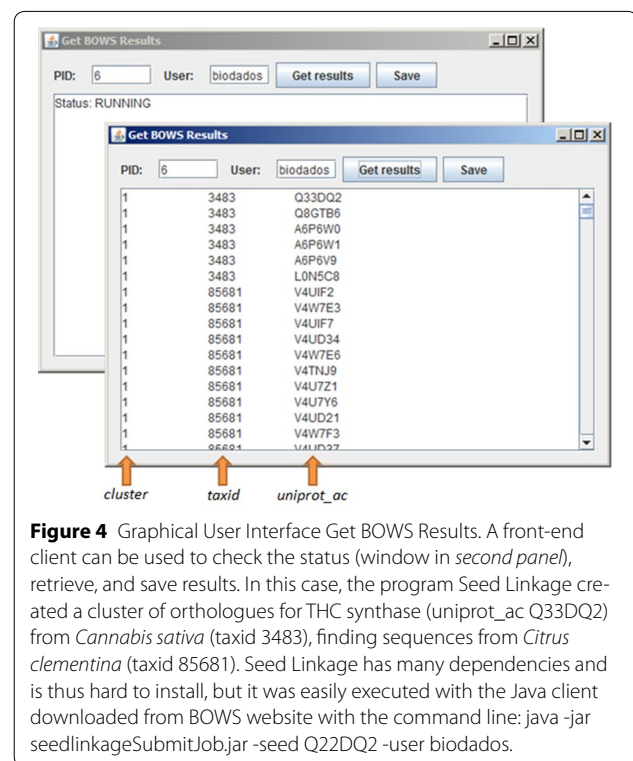 Get BOWS Results
PID: 6 User: biodados Get results Save
Status: RUNNING
Get BOWS Results
PID: 6 User: biodados Get results Save
1 3483 Q33DQ2
1 3483 Q8GTB6
1 3483 A6P6W0
1 3483 A6P6W1
1 3483 A6P6V9
1 3483 L0N5C8
1 85681 V4UIF2
1 85681 V4W7E3
1 85681 V4UIF7
1 85681 V4UD34
1 85681 V4W7E6
1 85681 V4TNJ9
1 85681 V4U7Z1
1 85681 V4U7Y6
1 85681 V4UD21
1 85681 V4W7F3
1 85681 V4UD37
cluster taxid uniprot_ac
Figure 4 Graphical User Interface Get BOWS Results. A front-end
client can be used to check the status (window in second panel),
retrieve, and save results. In this case, the program Seed Linkage cre-
ated a cluster of orthologues for THC synthase (uniprot_ac Q33DQ2)
from Cannabis sativa (taxid 3483), finding sequences from Citrus
clementina (taxid 85681). Seed Linkage has many dependencies and
is thus hard to install, but it was easily executed with the Java client
downloaded from BOWS website with the command line: java -jar
seedlinkageSubmitJob.jar -seed Q22DQ2 -user biodados.